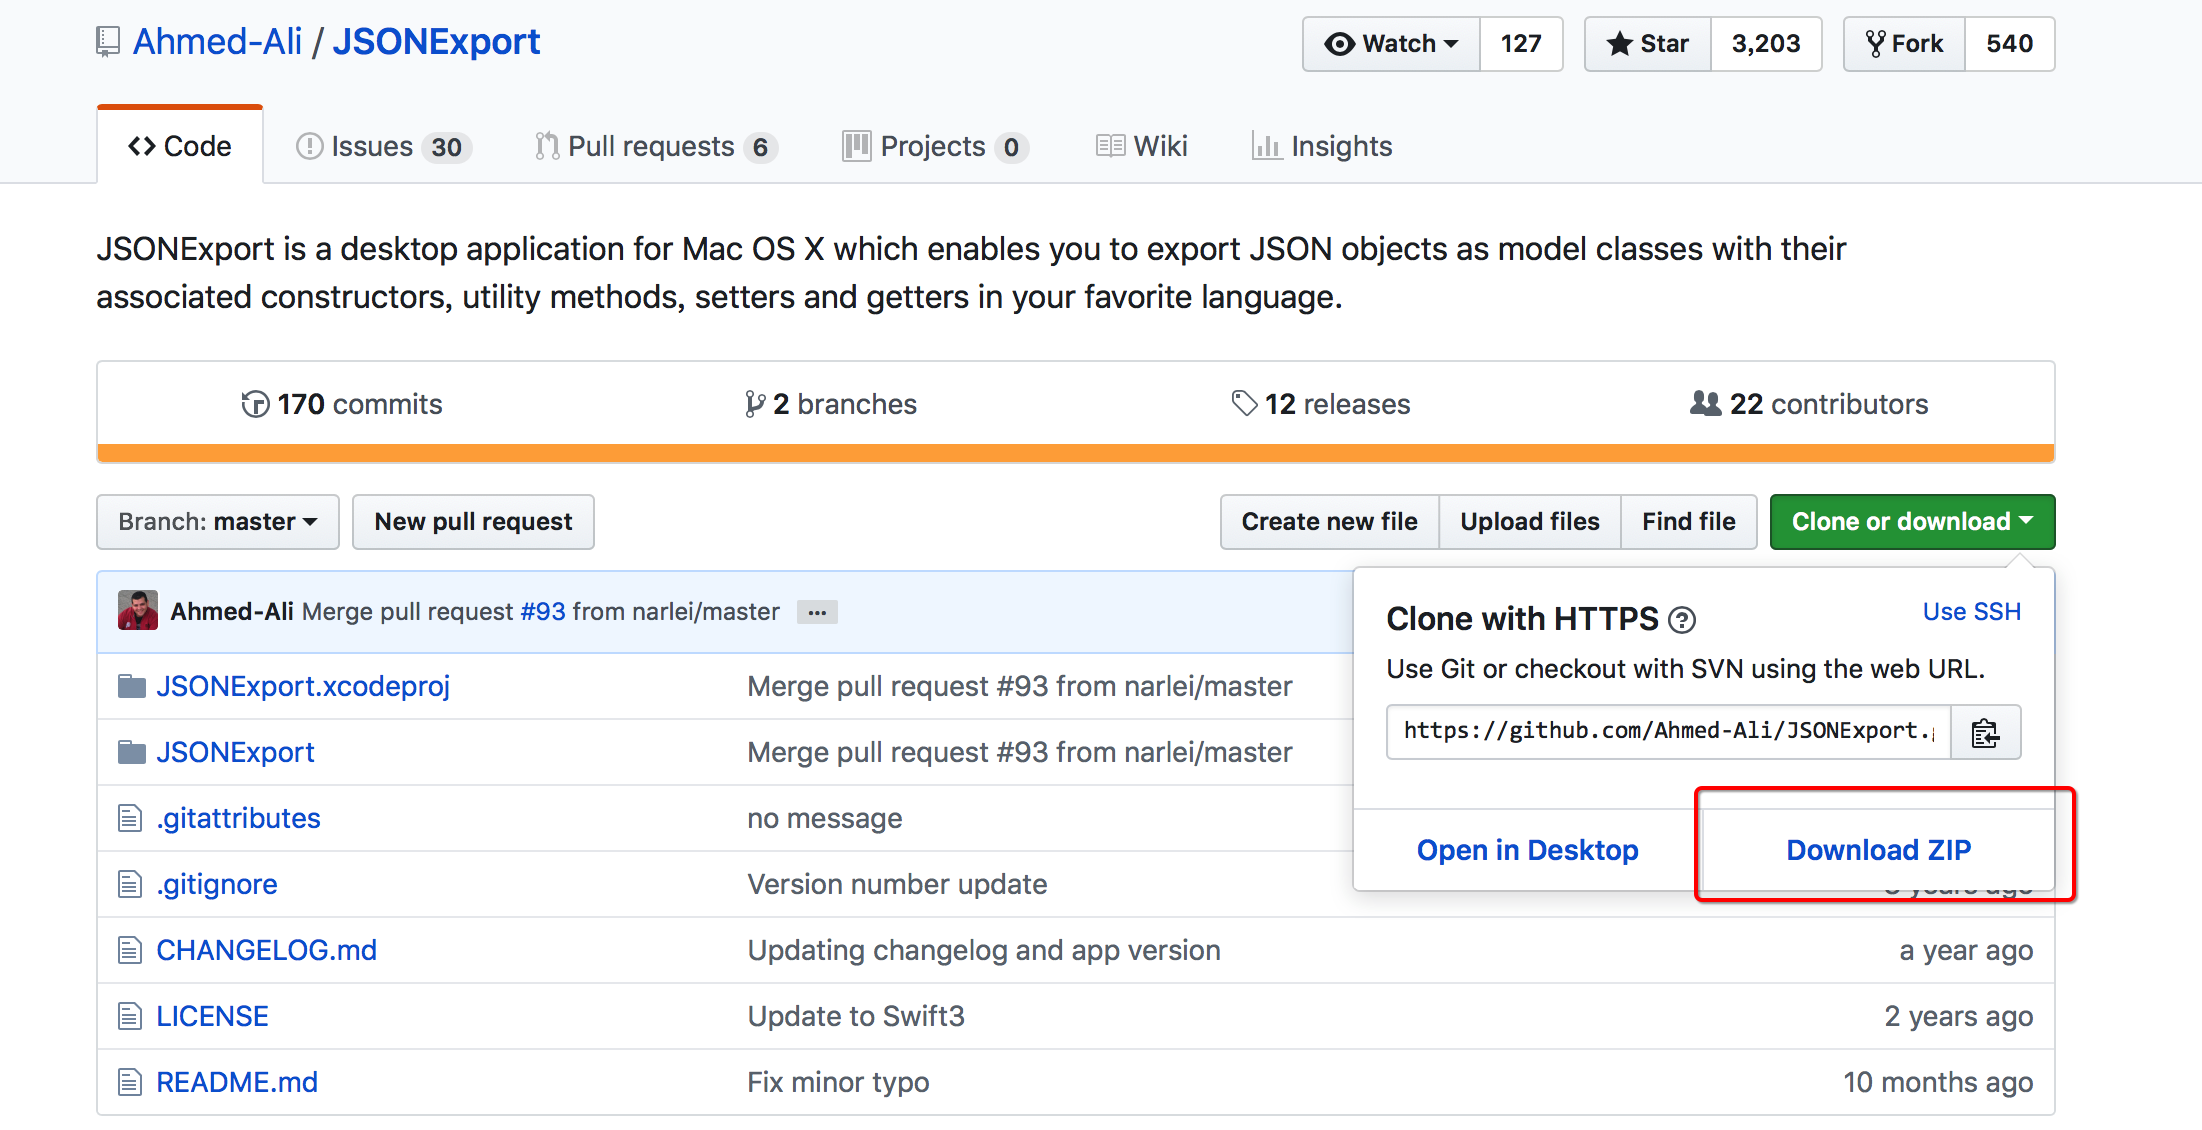 Ahmed-Ali / JSONExport
Watch 127 Star 3,203 Fork 540
Code Issues 30 Pull requests 6 Projects 0 Wiki Insights
JSONExport is a desktop application for Mac OS X which enables you to export JSON objects as model classes with their
associated constructors, utility methods, setters and getters in your favorite language.
170 commits 2 branches 12 releases 22 contributors
Branch: master New pull request Create new file Upload files Find file Clone or download
Ahmed-Ali Merge pull request #93 from narlei/master ...
Clone with HTTPS ? Use SSH
Use Git or checkout with SVN using the web URL.
https://github.com/Ahmed-Ali/JSONExport.
Open in Desktop Download ZIP
JSONExport.xcodeproj Merge pull request #93 from narlei/master
JSONExport Merge pull request #93 from narlei/master
.gitattributes no message
.gitignore Version number update years ago
CHANGELOG.md Updating changelog and app version a year ago
LICENSE Update to Swift3 2 years ago
README.md Fix minor typo 10 months ago